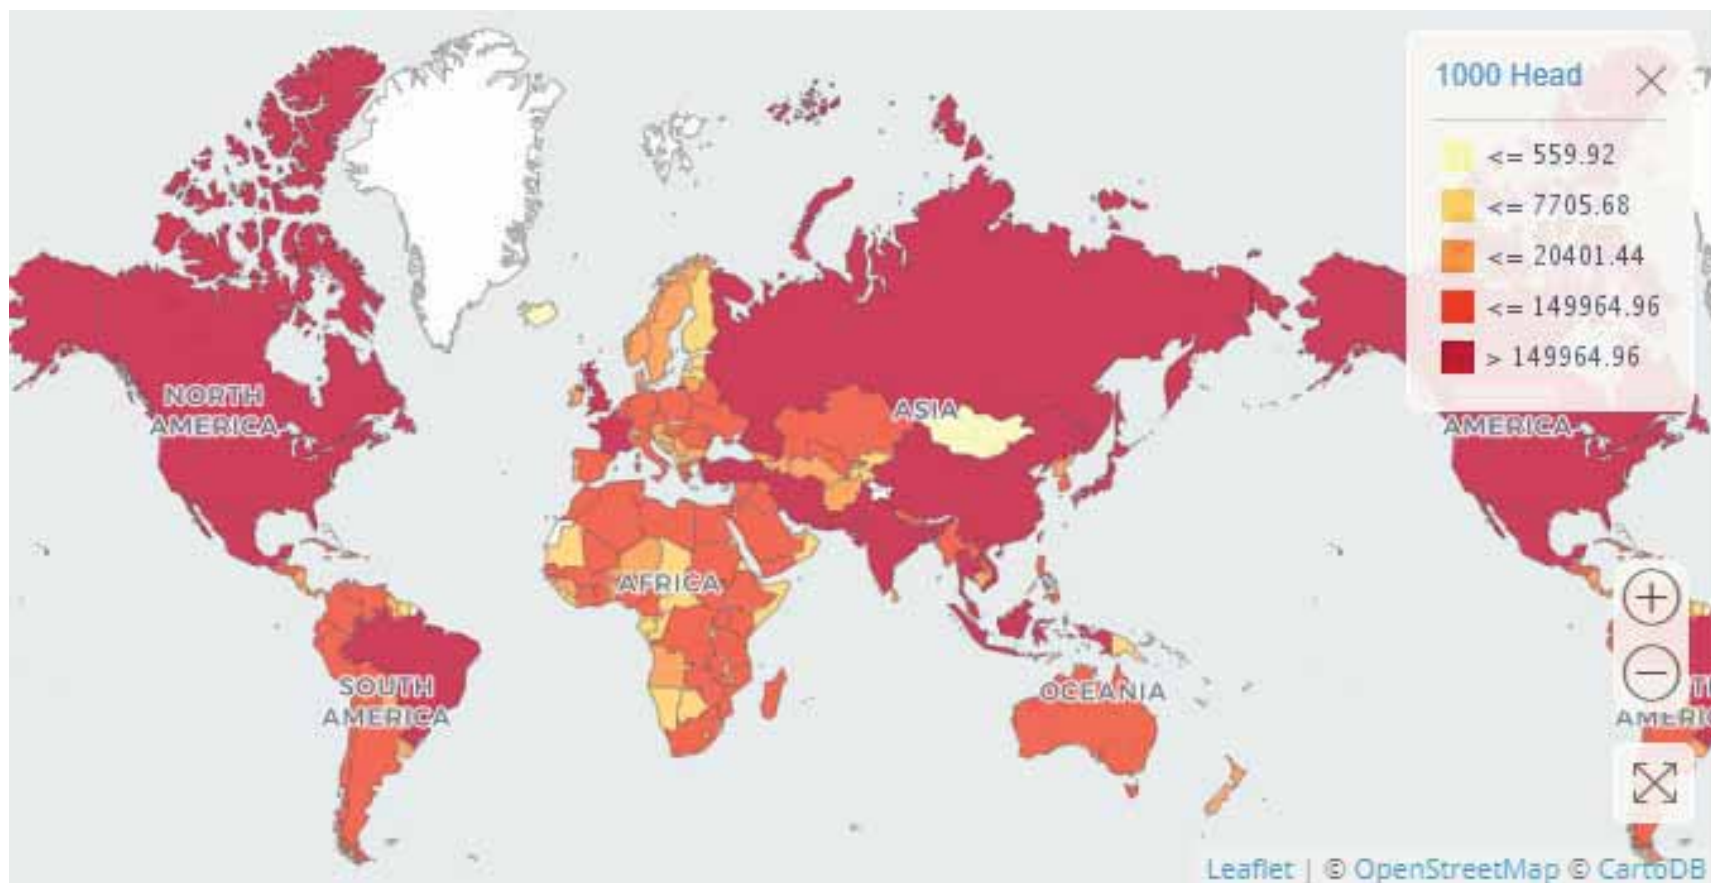 1000 Head
<= 559.92
<= 7705.68
<= 20401.44
<= 149964.96
> 149964.96
NORTH
AMERICA
ASIA
AMERICA
AFRICA
SOUTH
AMERICA
OCEANIA
AMERIC
Leaflet | © OpenStreetMap © CartoDB